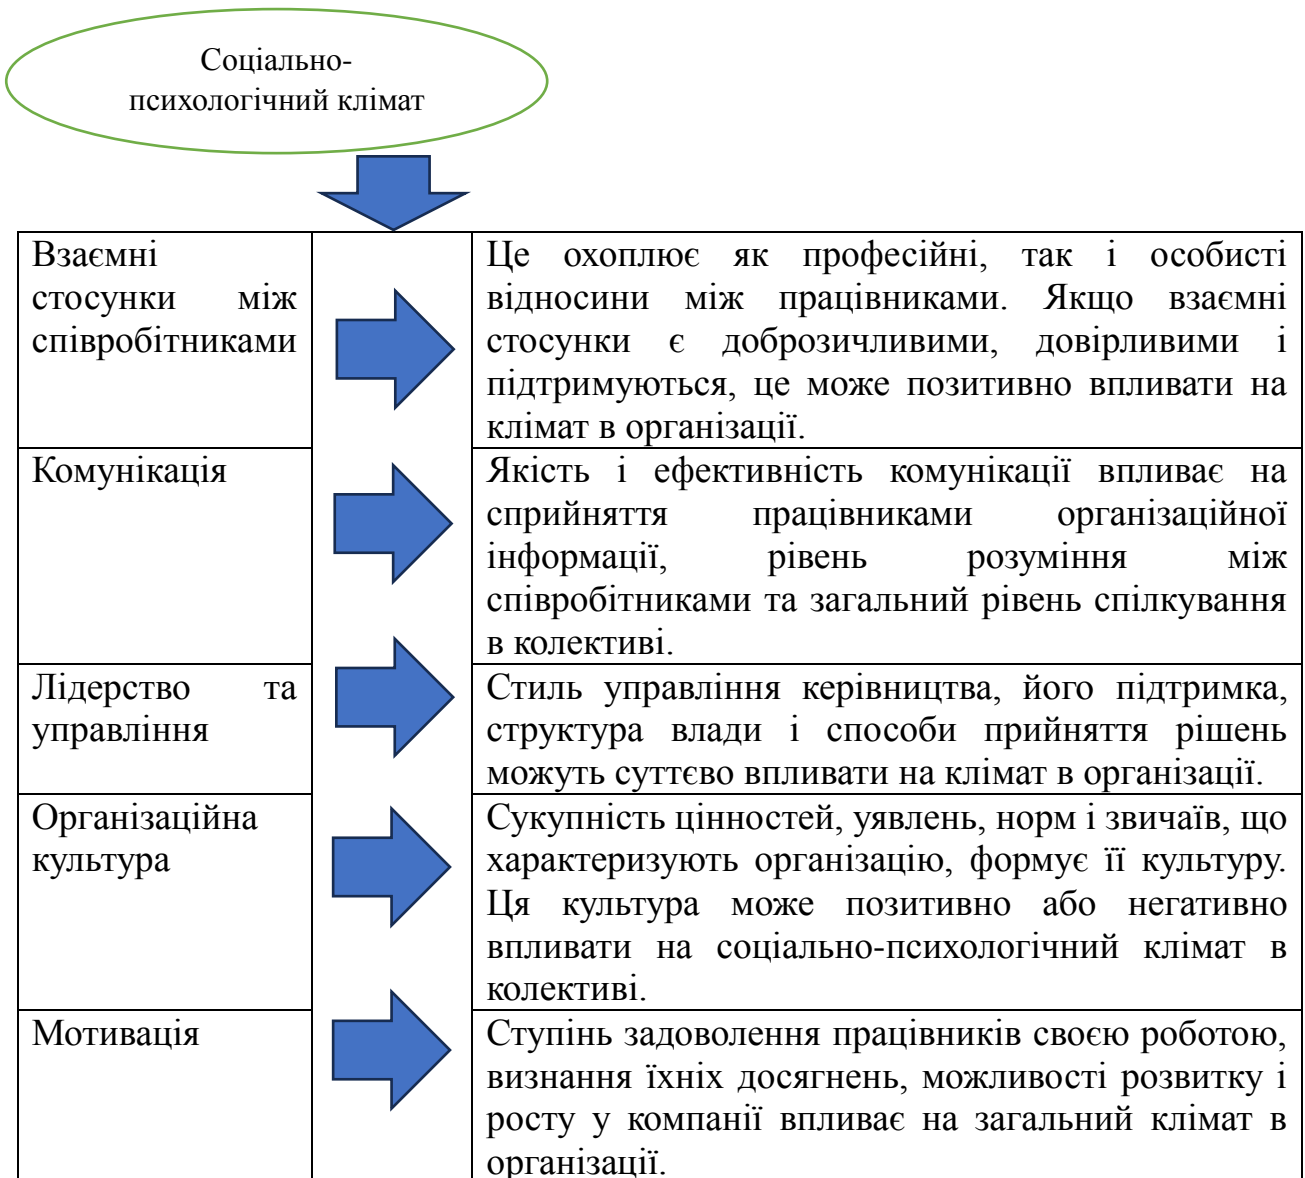 Соціально-
психологічний клімат
Взаємні
стосунки між
співробітниками
Це охоплює як професійні, так і особисті
відносини між працівниками. Якщо взаємні
стосунки є доброзичливими, довірливими і
підтримуються, це може позитивно впливати на
клімат в організації.
Комунікація
Якість і ефективність комунікації впливає на
сприйняття працівниками організаційної
інформації, рівень розуміння між
співробітниками та загальний рівень спілкування
в колективі.
Лідерство та
управління
Стиль управління керівництва, його підтримка,
структура влади і способи прийняття рішень
можуть суттєво впливати на клімат в організації.
Організаційна
культура
Сукупність цінностей, уявлень, норм і звичаїв, що
характеризують організацію, формує її культуру.
Ця культура може позитивно або негативно
впливати на соціально-психологічний клімат в
колективі.
Мотивація
Ступінь задоволення працівників своєю роботою,
визнання їхніх досягнень, можливості розвитку і
росту у компанії впливає на загальний клімат в
організації.